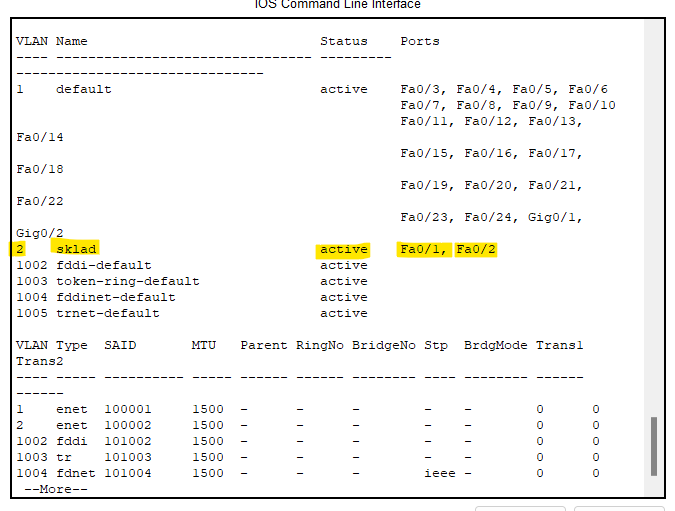 IOS Command Line Interface
VLAN Name                             Status    Ports
---- -------------------------------- ---------
-------------------------------
1    default                          active    Fa0/3, Fa0/4, Fa0/5, Fa0/6
                                                Fa0/7, Fa0/8, Fa0/9, Fa0/10
                                                Fa0/11, Fa0/12, Fa0/13,
Fa0/14
                                                Fa0/15, Fa0/16, Fa0/17,
Fa0/18
                                                Fa0/19, Fa0/20, Fa0/21,
Fa0/22
                                                Fa0/23, Fa0/24, Gig0/1,
Gig0/2
2    sklad                            active    Fa0/1, Fa0/2
1002 fddi-default                     active
1003 token-ring-default               active
1004 fddinet-default                  active
1005 trnet-default                    active
VLAN Type  SAID       MTU   Parent RingNo BridgeNo Stp  BrdgMode Trans1
Trans2
---- ----- ---------- ----- ------ ------ -------- ---- -------- ------
------
1    enet  100001     1500  -      -      -        -    -        0      0
2    enet  100002     1500  -      -      -        -    -        0      0
1002 fddi  101002     1500  -      -      -        -    -        0      0
1003 tr    101003     1500  -      -      -        -    -        0      0
1004 fdnet 101004     1500  -      -      -        ieee -        0      0
 --More--